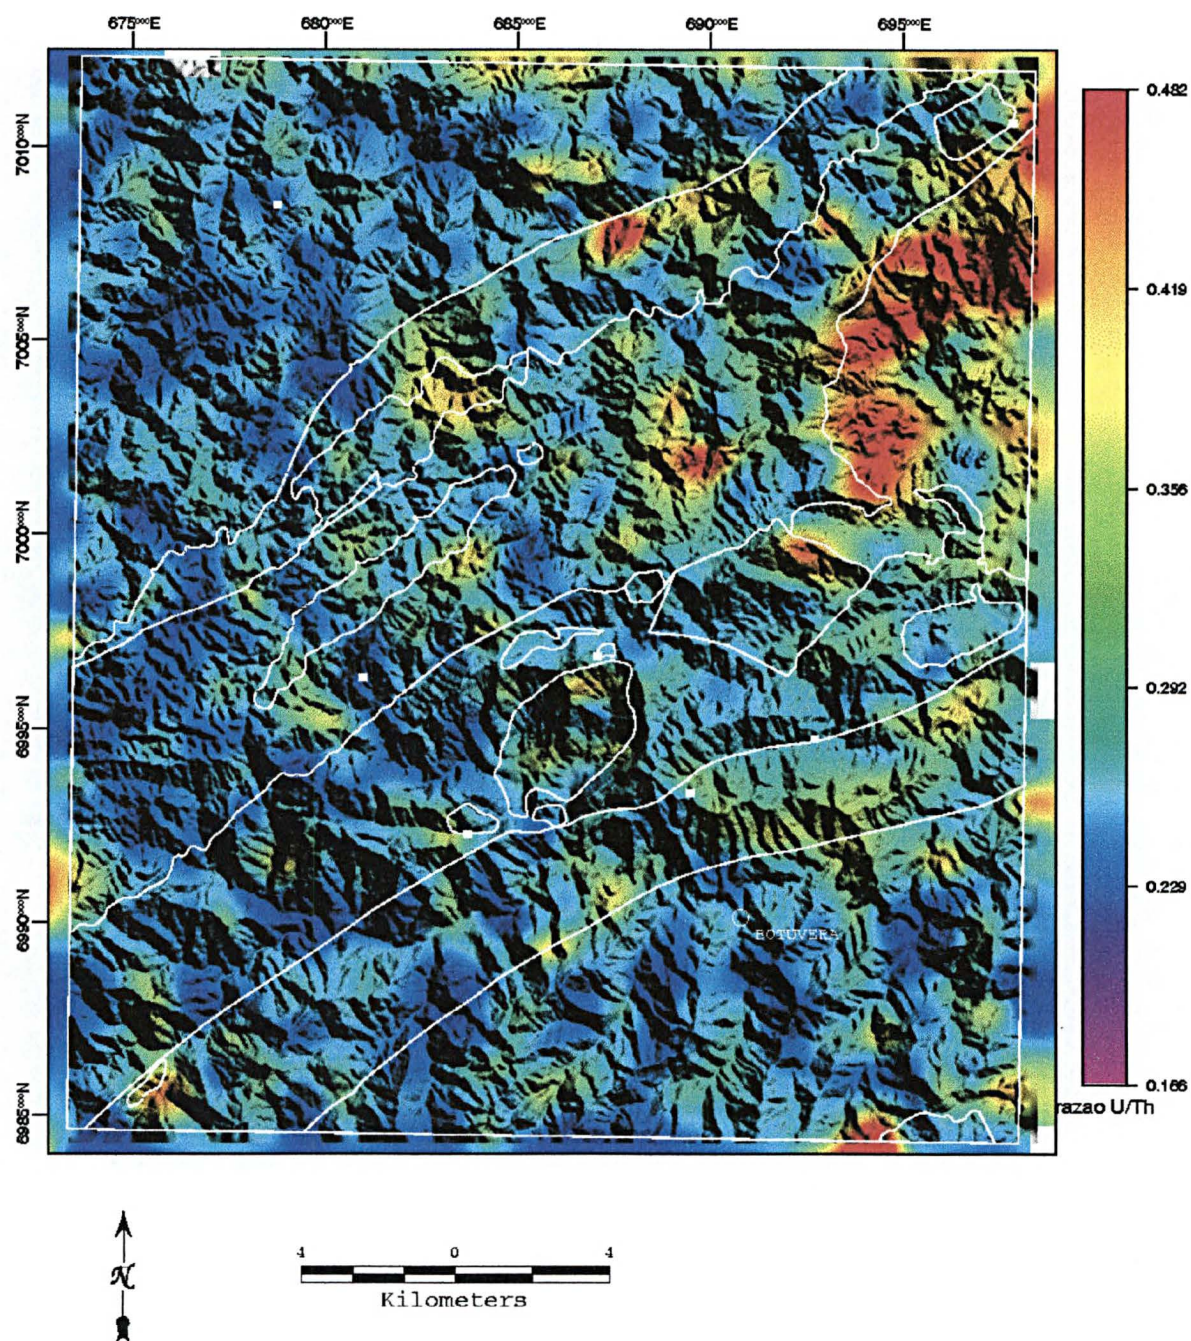 675⁰⁰⁰E 680⁰⁰⁰E 685⁰⁰⁰E 690⁰⁰⁰E 695⁰⁰⁰E
7010⁰⁰⁰N
7005⁰⁰⁰N
7000⁰⁰⁰N
6995⁰⁰⁰N
6990⁰⁰⁰N
6985⁰⁰⁰N
0.482
0.419
0.356
0.292
0.229
0.166
razao U/Th
BOTUVERA
N
4 0 4
Kilometers